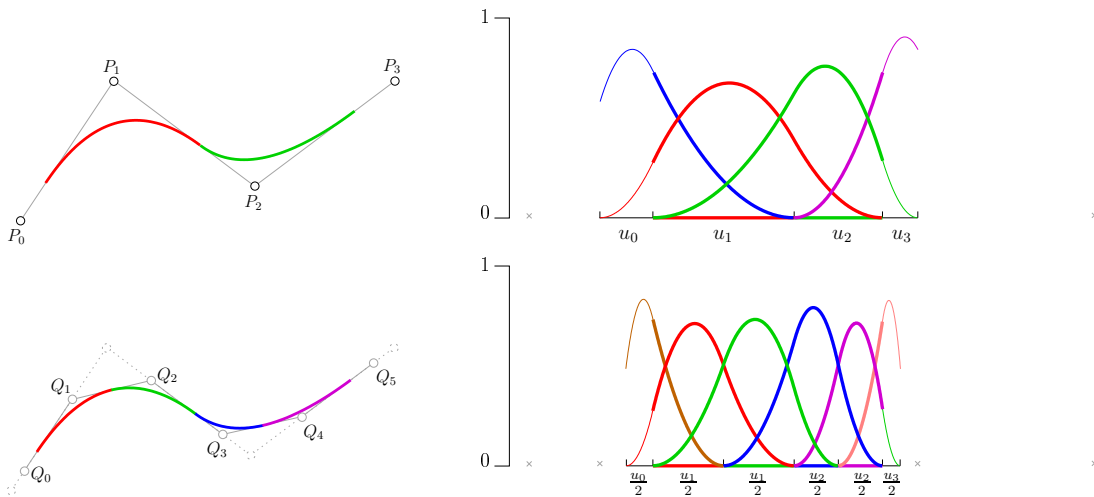 1
P₁ P₃
P₂
P₀
0
u₀ u₁ u₂ u₃
1
Q₁ Q₂ Q₅
Q₃ Q₄
Q₀
0
u₀/2 u₁/2 u₁/2 u₂/2 u₂/2 u₃/2